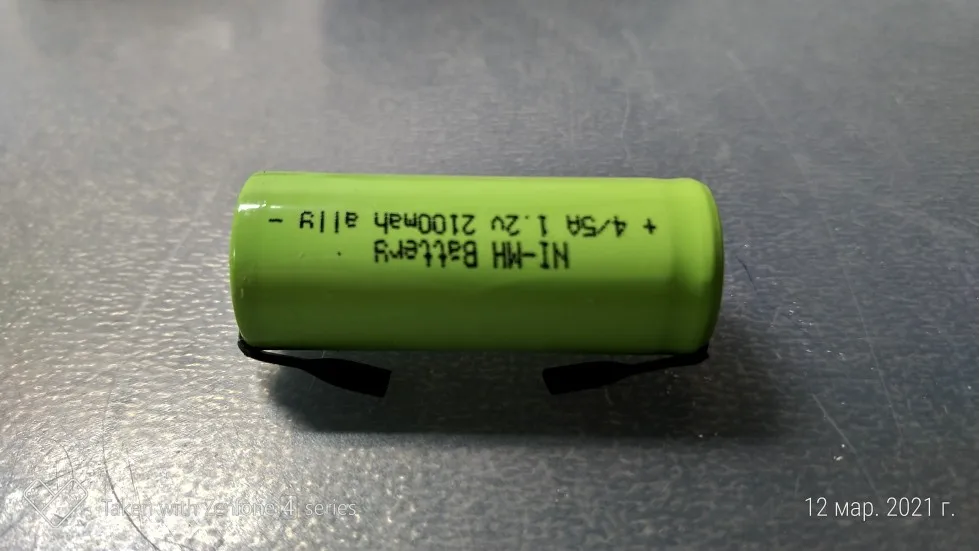 NI-MH Battery
+ 4/5A 1.2v 2100mah ally -
Taken with Zenfone 4 series
12 мар. 2021 г.